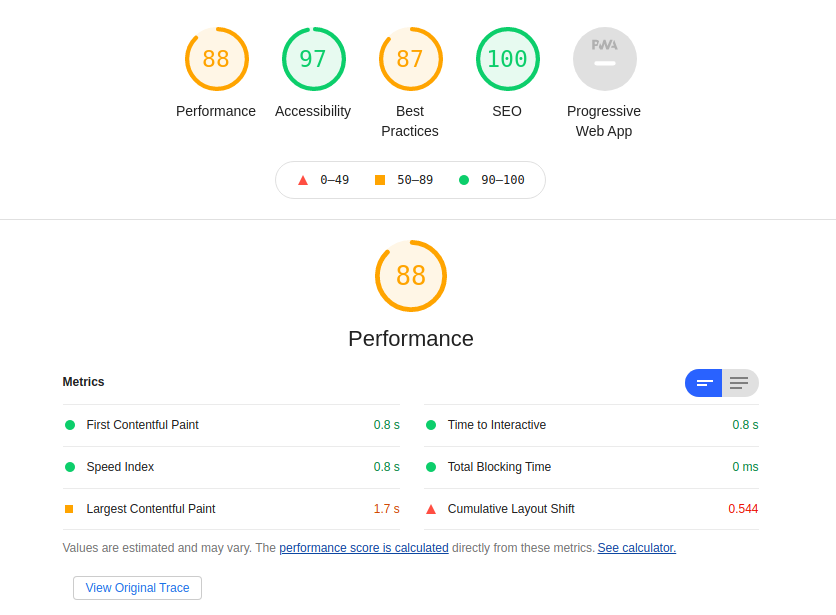 88 97 87 100 PWA
Performance Accessibility Best Practices SEO Progressive Web App
0–49 50–89 90–100
88
Performance
Metrics
First Contentful Paint 0.8 s Time to Interactive 0.8 s
Speed Index 0.8 s Total Blocking Time 0 ms
Largest Contentful Paint 1.7 s Cumulative Layout Shift 0.544
Values are estimated and may vary. The performance score is calculated directly from these metrics. See calculator.
View Original Trace